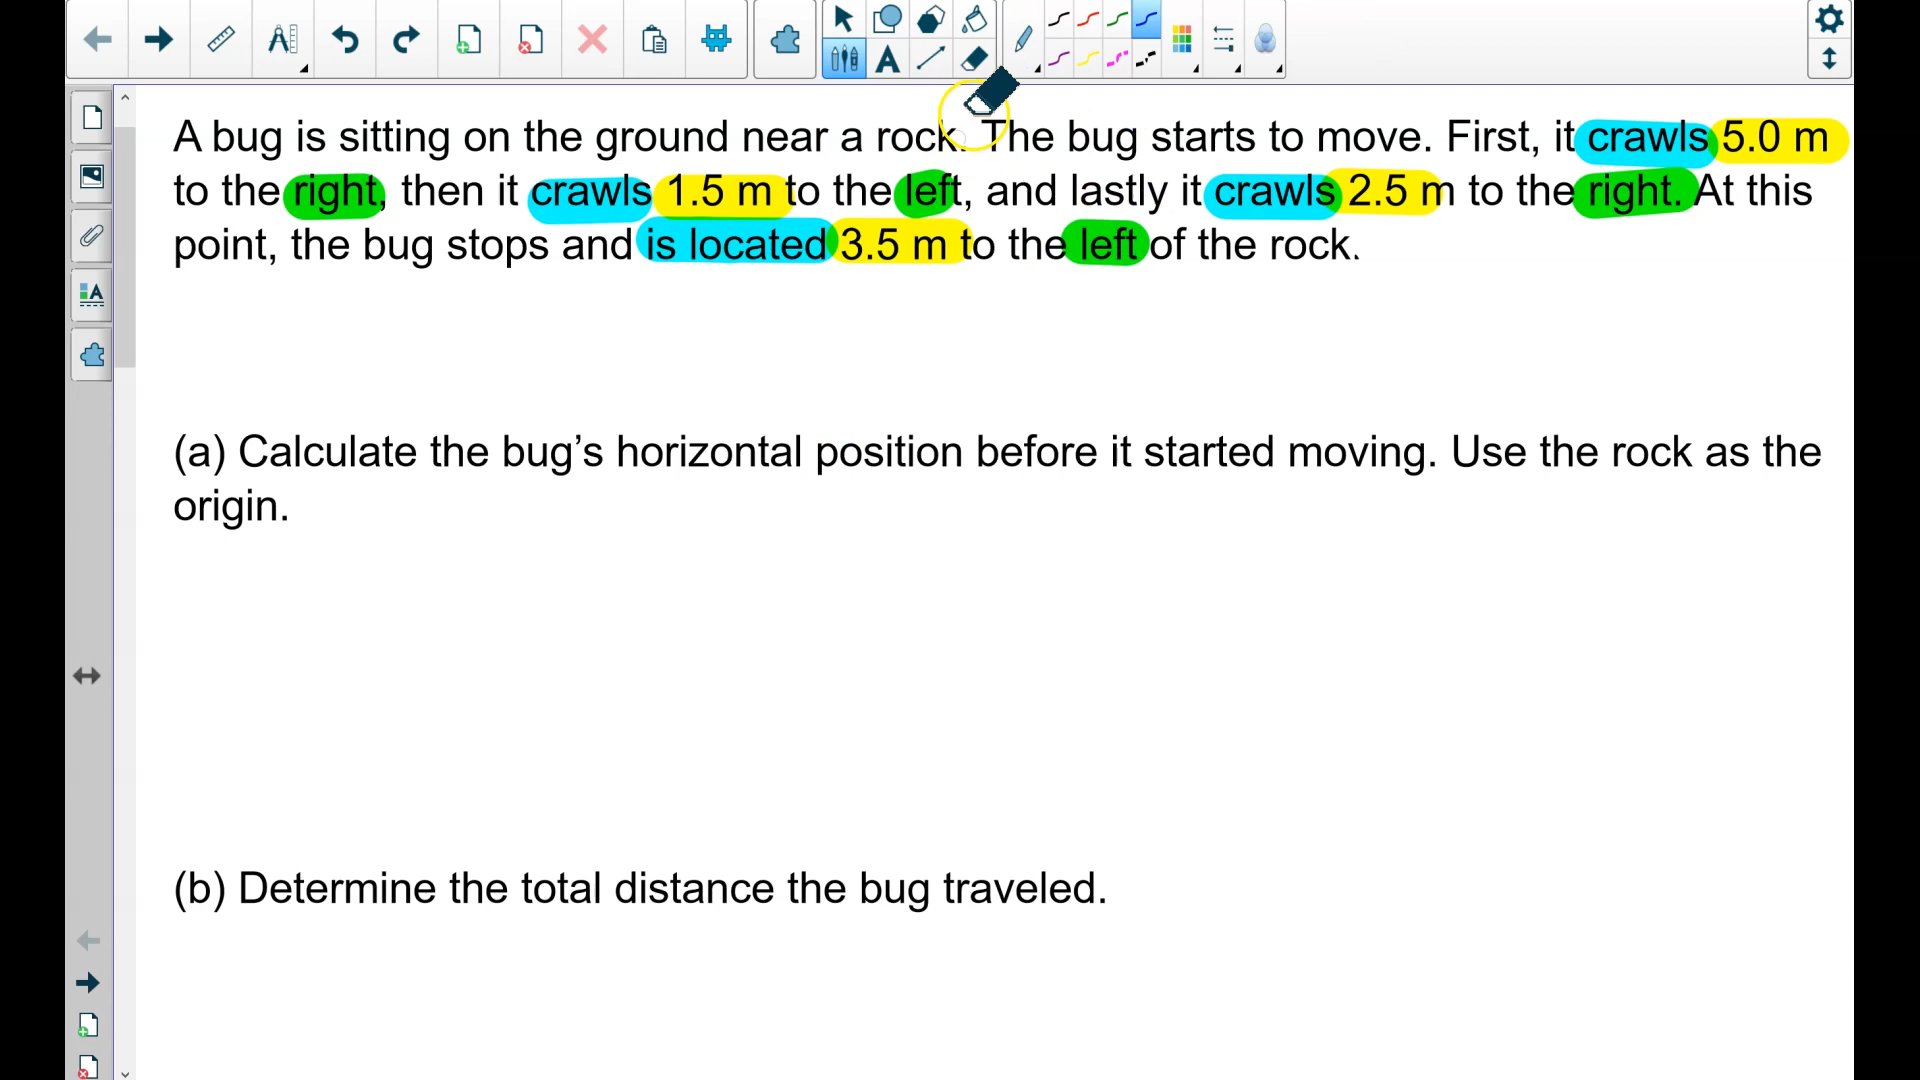 A bug is sitting on the ground near a rock. The bug starts to move. First, it crawls 5.0 m
to the right, then it crawls 1.5 m to the left, and lastly it crawls 2.5 m to the right. At this
point, the bug stops and is located 3.5 m to the left of the rock.
(a) Calculate the bug’s horizontal position before it started moving. Use the rock as the
origin.
(b) Determine the total distance the bug traveled.